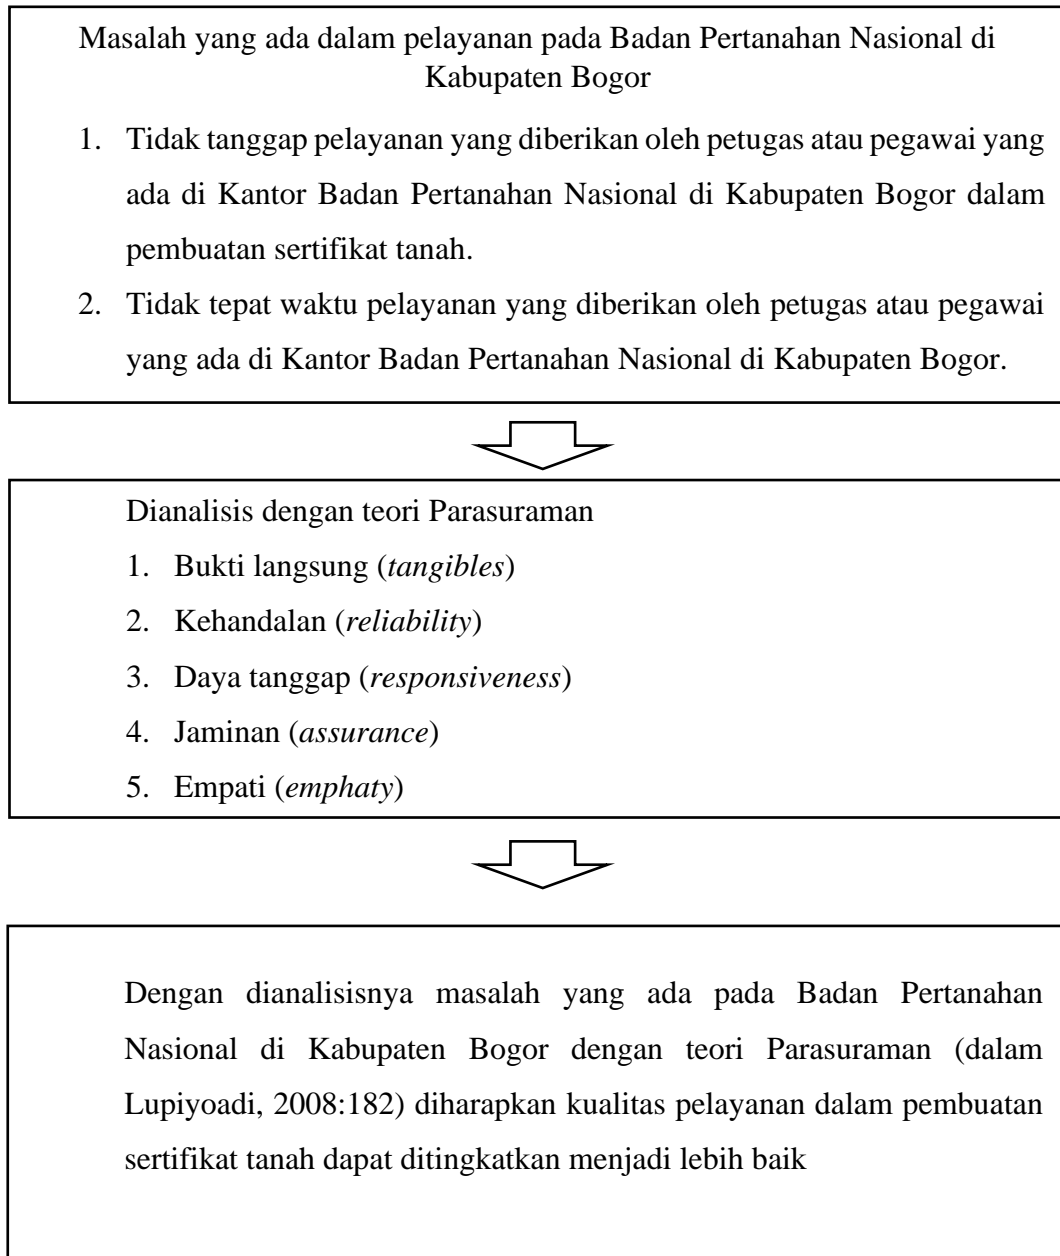 Masalah yang ada dalam pelayanan pada Badan Pertanahan Nasional di
Kabupaten Bogor
1. Tidak tanggap pelayanan yang diberikan oleh petugas atau pegawai yang
ada di Kantor Badan Pertanahan Nasional di Kabupaten Bogor dalam
pembuatan sertifikat tanah.
2. Tidak tepat waktu pelayanan yang diberikan oleh petugas atau pegawai
yang ada di Kantor Badan Pertanahan Nasional di Kabupaten Bogor.
Dianalisis dengan teori Parasuraman
1. Bukti langsung (tangibles)
2. Kehandalan (reliability)
3. Daya tanggap (responsiveness)
4. Jaminan (assurance)
5. Empati (emphaty)
Dengan dianalisisnya masalah yang ada pada Badan Pertanahan
Nasional di Kabupaten Bogor dengan teori Parasuraman (dalam
Lupiyoadi, 2008:182) diharapkan kualitas pelayanan dalam pembuatan
sertifikat tanah dapat ditingkatkan menjadi lebih baik